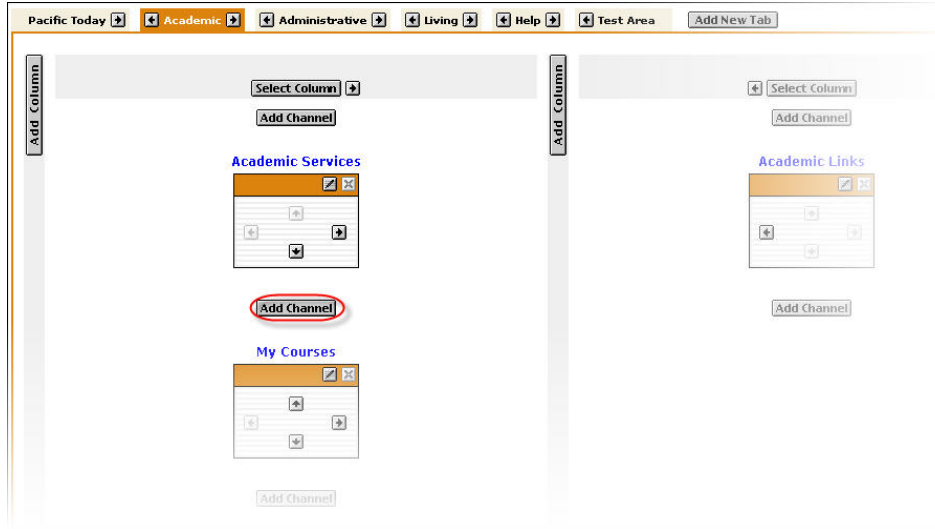 Pacific Today Academic Administrative Living Help Test Area Add New Tab
Add Column
Select Column
Add Channel
Academic Services
Add Channel
My Courses
Add Channel
Add Column
Select Column
Add Channel
Academic Links
Add Channel